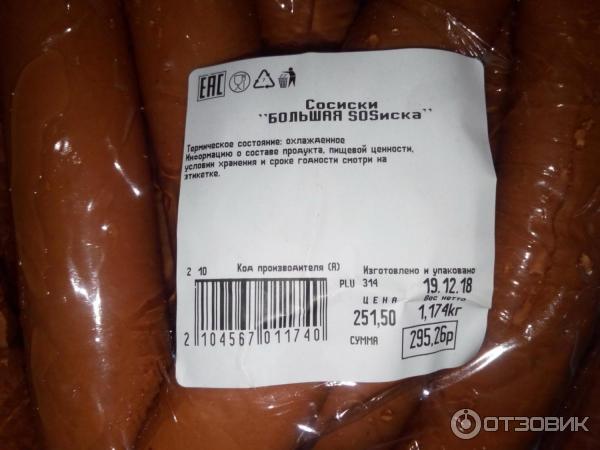 EAC
Сосиски
"БОЛЬШАЯ SOSиска"
Термическое состояние: охлажденное
Информацию о составе продукта, пищевой ценности,
условии хранения и сроке годности смотри на
этикетке.
2 10 Код производителя (А) Изготовлено и упаковано
PLU 314 19.12.18
ЦЕНА Вес нетто
251,50 1,174кг
СУММА 295,26р
2 104567 011740
ОТЗОВИК